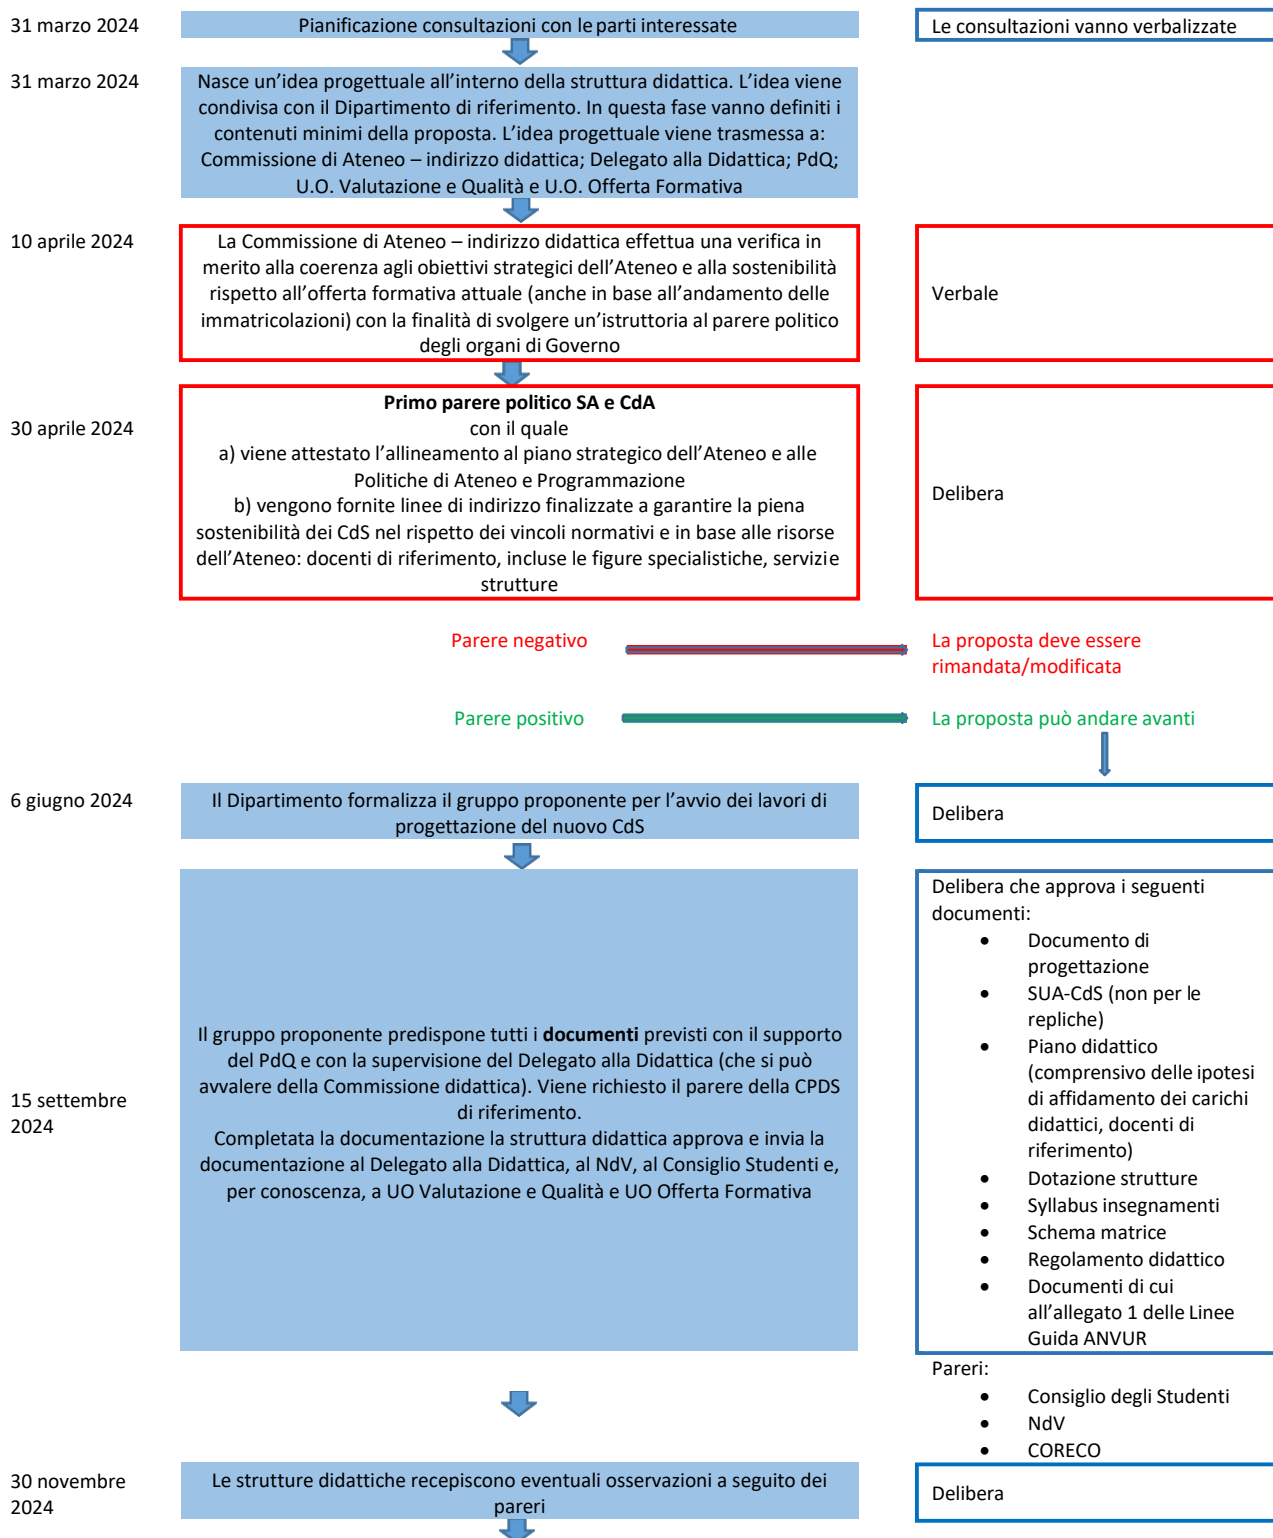 31 marzo 2024
Pianificazione consultazioni con le parti interessate
Le consultazioni vanno verbalizzate
31 marzo 2024
Nasce un’idea progettuale all’interno della struttura didattica. L’idea viene
condivisa con il Dipartimento di riferimento. In questa fase vanno definiti i
contenuti minimi della proposta. L’idea progettuale viene trasmessa a:
Commissione di Ateneo – indirizzo didattica; Delegato alla Didattica; PdQ;
U.O. Valutazione e Qualità e U.O. Offerta Formativa
10 aprile 2024
La Commissione di Ateneo – indirizzo didattica effettua una verifica in
merito alla coerenza agli obiettivi strategici dell’Ateneo e alla sostenibilità
rispetto all’offerta formativa attuale (anche in base all’andamento delle
immatricolazioni) con la finalità di svolgere un’istruttoria al parere politico
degli organi di Governo
Verbale
30 aprile 2024
Primo parere politico SA e CdA
con il quale
a) viene attestato l’allineamento al piano strategico dell’Ateneo e alle
Politiche di Ateneo e Programmazione
b) vengono fornite linee di indirizzo finalizzate a garantire la piena
sostenibilità dei CdS nel rispetto dei vincoli normativi e in base alle risorse
dell’Ateneo: docenti di riferimento, incluse le figure specialistiche, servizi e
strutture
Delibera
Parere negativo
La proposta deve essere
rimandata/modificata
Parere positivo
La proposta può andare avanti
6 giugno 2024
Il Dipartimento formalizza il gruppo proponente per l’avvio dei lavori di
progettazione del nuovo CdS
Delibera
15 settembre
2024
Il gruppo proponente predispone tutti i documenti previsti con il supporto
del PdQ e con la supervisione del Delegato alla Didattica (che si può
avvalere della Commissione didattica). Viene richiesto il parere della CPDS
di riferimento.
Completata la documentazione la struttura didattica approva e invia la
documentazione al Delegato alla Didattica, al NdV, al Consiglio Studenti e,
per conoscenza, a UO Valutazione e Qualità e UO Offerta Formativa
Delibera che approva i seguenti
documenti:
• Documento di
progettazione
• SUA-CdS (non per le
repliche)
• Piano didattico
(comprensivo delle ipotesi
di affidamento dei carichi
didattici, docenti di
riferimento)
• Dotazione strutture
• Syllabus insegnamenti
• Schema matrice
• Regolamento didattico
• Documenti di cui
all’allegato 1 delle Linee
Guida ANVUR
Pareri:
• Consiglio degli Studenti
• NdV
• CORECO
30 novembre
2024
Le strutture didattiche recepiscono eventuali osservazioni a seguito dei
pareri
Delibera